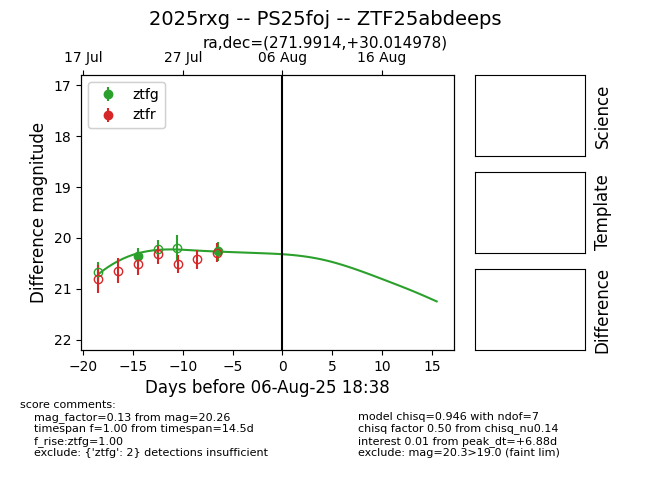 2025rxg -- PS25foj -- ZTF25abdeeps
ra,dec=(271.9914,+30.014978)
17 Jul 27 Jul 06 Aug 16 Aug
ztfg
ztfr
17
18
19
20
21
22
Difference magnitude
−20 −15 −10 −5 0 5 10 15
Days before 06-Aug-25 18:38
Science
Template
Difference
score comments:
mag_factor=0.13 from mag=20.26
timespan f=1.00 from timespan=14.5d
f_rise:ztfg=1.00
exclude: {'ztfg': 2} detections insufficient
model chisq=0.946 with ndof=7
chisq factor 0.50 from chisq_nu0.14
interest 0.01 from peak_dt=+6.88d
exclude: mag=20.3>19.0 (faint lim)